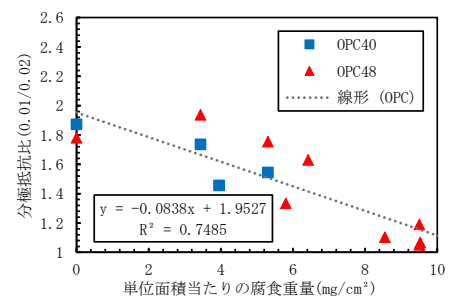 2.6
2.4
2.2
2
1.8
1.6
1.4
1.2
1
分極抵抗比(0.01/0.02)
OPC40
OPC48
線形 (OPC)
y = -0.0838x + 1.9527
R² = 0.7485
0 2 4 6 8 10
単位面積当たりの腐食重量(mg/cm²)